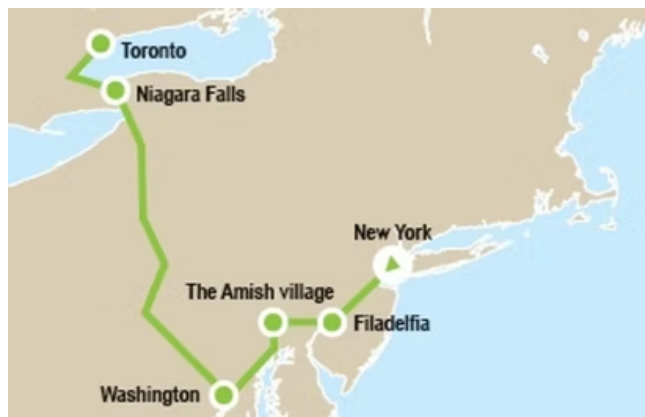 Toronto
Niagara Falls
New York
The Amish village
Filadelfia
Washington